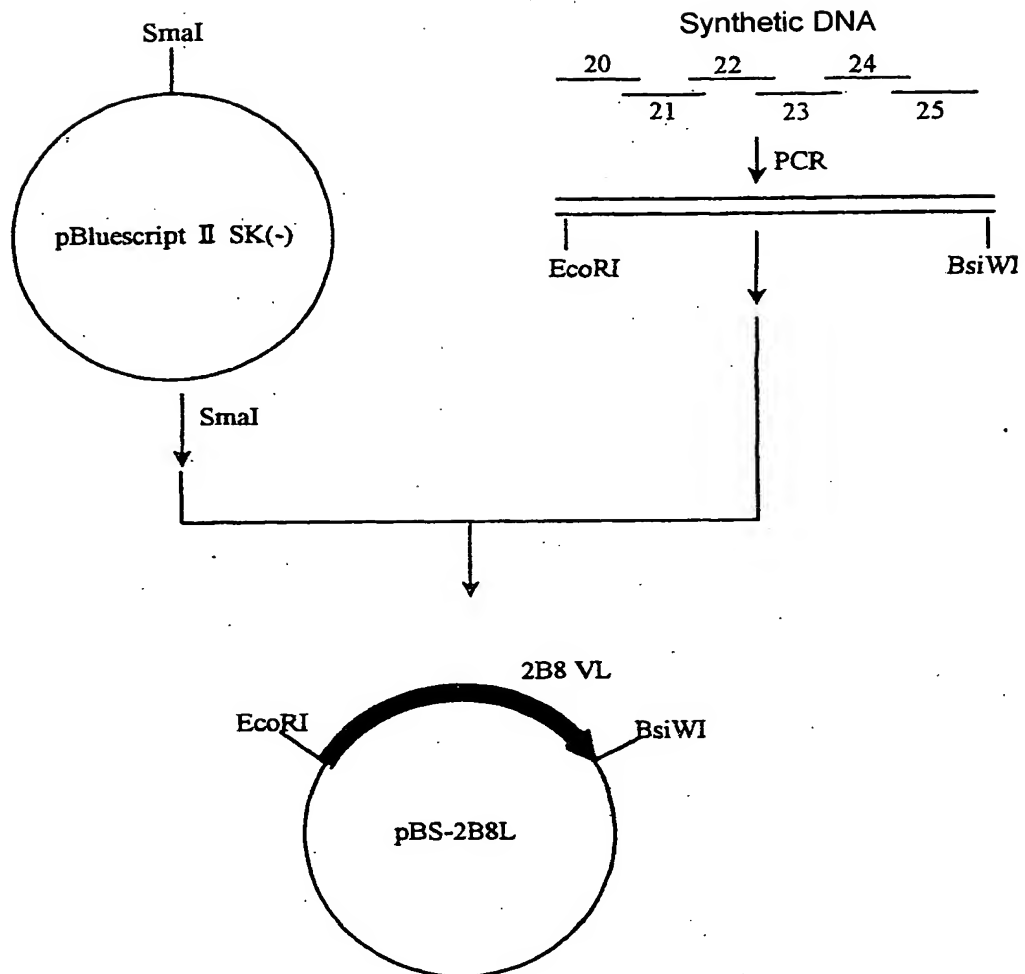 SmaI
pBluescript II SK(-)
SmaI
Synthetic DNA
20 22 24
21 23 25
PCR
EcoRI
BsiWI
2B8 VL
EcoRI
BsiWI
pBS-2B8L